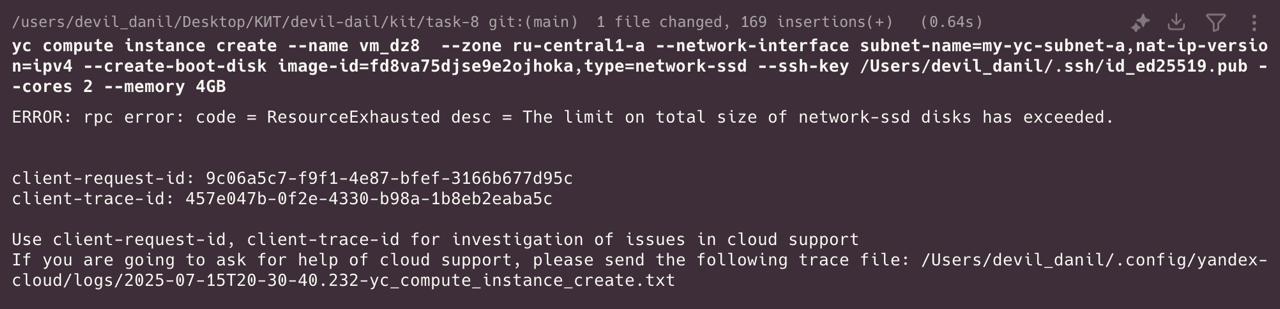 /users/devil_danil/Desktop/КИТ/devil-dail/kit/task-8 git:(main)  1 file changed, 169 insertions(+)   (0.64s)
yc compute instance create --name vm_dz8  --zone ru-central1-a --network-interface subnet-name=my-yc-subnet-a,nat-ip-versio
n=ipv4 --create-boot-disk image-id=fd8va75djse9e2ojhoka,type=network-ssd --ssh-key /Users/devil_danil/.ssh/id_ed25519.pub -
-cores 2 --memory 4GB
ERROR: rpc error: code = ResourceExhausted desc = The limit on total size of network-ssd disks has exceeded.
client-request-id: 9c06a5c7-f9f1-4e87-bfef-3166b677d95c
client-trace-id: 457e047b-0f2e-4330-b98a-1b8eb2eaba5c
Use client-request-id, client-trace-id for investigation of issues in cloud support
If you are going to ask for help of cloud support, please send the following trace file: /Users/devil_danil/.config/yandex-
cloud/logs/2025-07-15T20-30-40.232-yc_compute_instance_create.txt